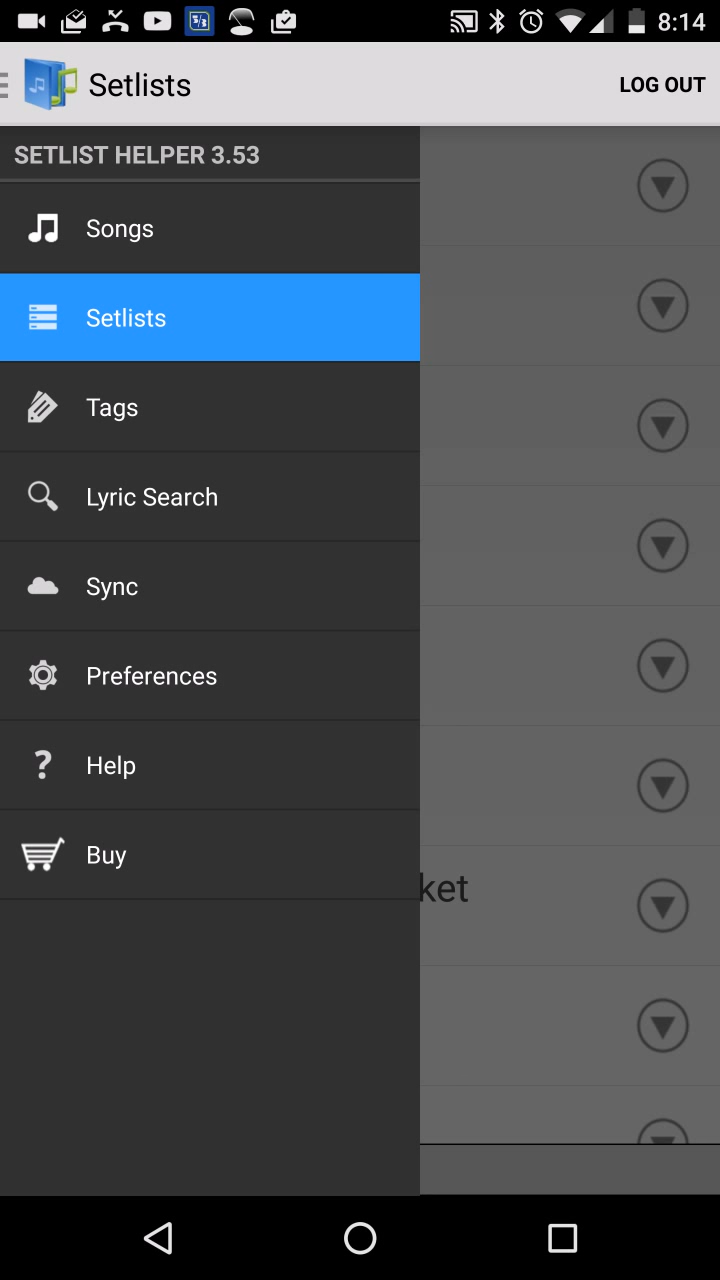 8:14
Setlists
LOG OUT
SETLIST HELPER 3.53
Songs
Setlists
Tags
Lyric Search
Sync
Preferences
Help
Buy
ket